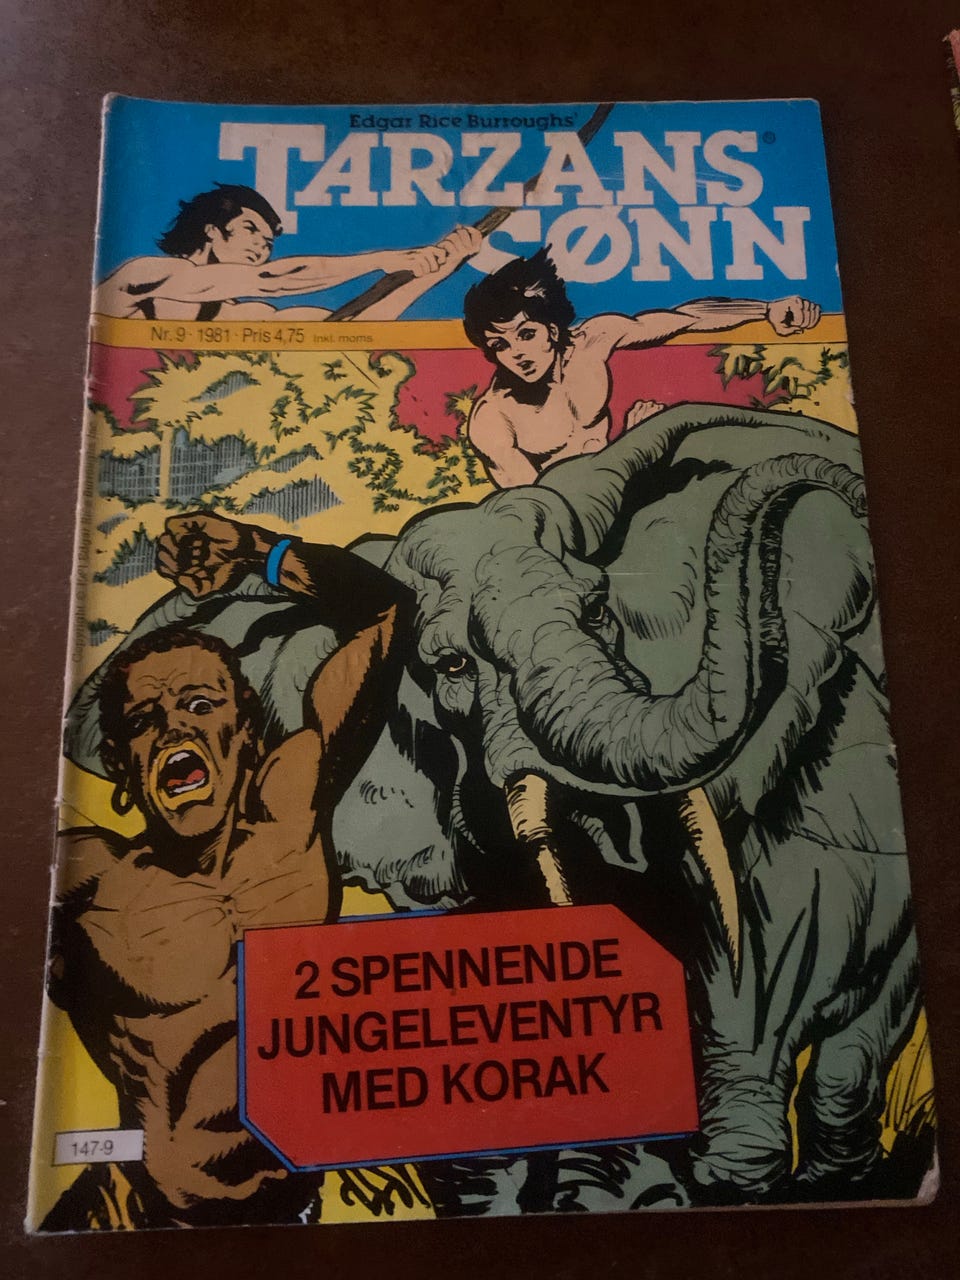 Edgar Rice Burroughs'
TARZANS®
SØNN
Nr. 9 · 1981 · Pris 4,75 Inkl. moms
2 SPENNENDE
JUNGELEVENTYR
MED KORAK
147-9